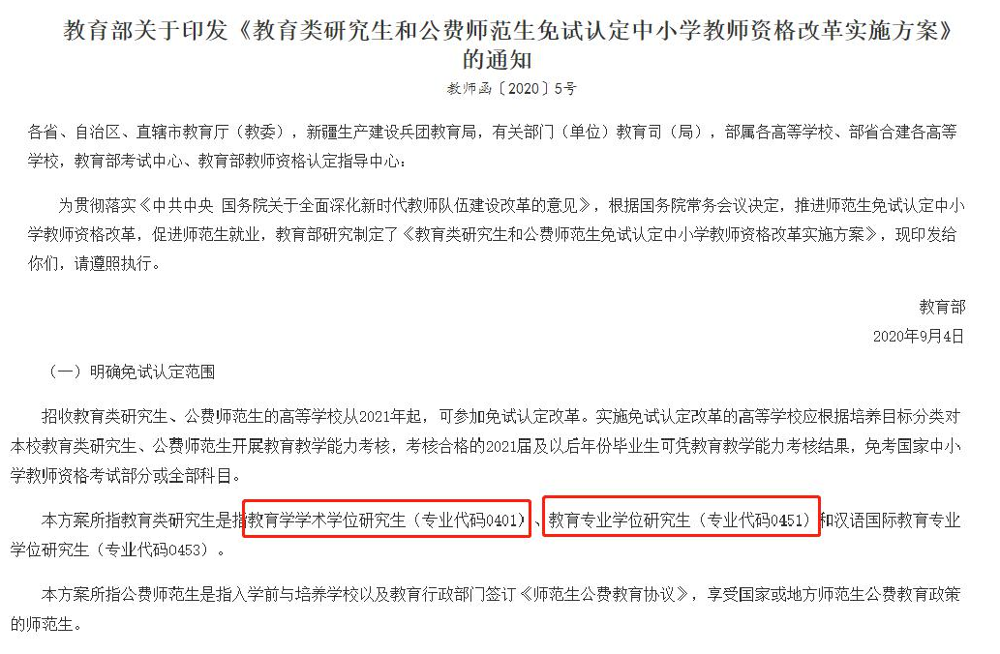 教育部关于印发《教育类研究生和公费师范生免试认定中小学教师资格改革实施方案》
的通知
教师函〔2020〕5号
各省、自治区、直辖市教育厅（教委），新疆生产建设兵团教育局，有关部门（单位）教育司（局），部属各高等学校、部省合建各高等
学校，教育部考试中心、教育部教师资格认定指导中心：
为贯彻落实《中共中央 国务院关于全面深化新时代教师队伍建设改革的意见》，根据国务院常务会议决定，推进师范生免试认定中小
学教师资格改革，促进师范生就业，教育部研究制定了《教育类研究生和公费师范生免试认定中小学教师资格改革实施方案》，现印发给
你们，请遵照执行。
教育部
2020年9月4日
（一）明确免试认定范围
招收教育类研究生、公费师范生的高等学校从2021年起，可参加免试认定改革。实施免试认定改革的高等学校应根据培养目标分类对
本校教育类研究生、公费师范生开展教育教学能力考核，考核合格的2021届及以后年份毕业生可凭教育教学能力考核结果，免考国家中小
学教师资格考试部分或全部科目。
本方案所指教育类研究生是指教育学学术学位研究生（专业代码0401）、教育专业学位研究生（专业代码0451）和汉语国际教育专业
学位研究生（专业代码0453）。
本方案所指公费师范生是指入学前与培养学校以及教育行政部门签订《师范生公费教育协议》，享受国家或地方师范生公费教育政策
的师范生。